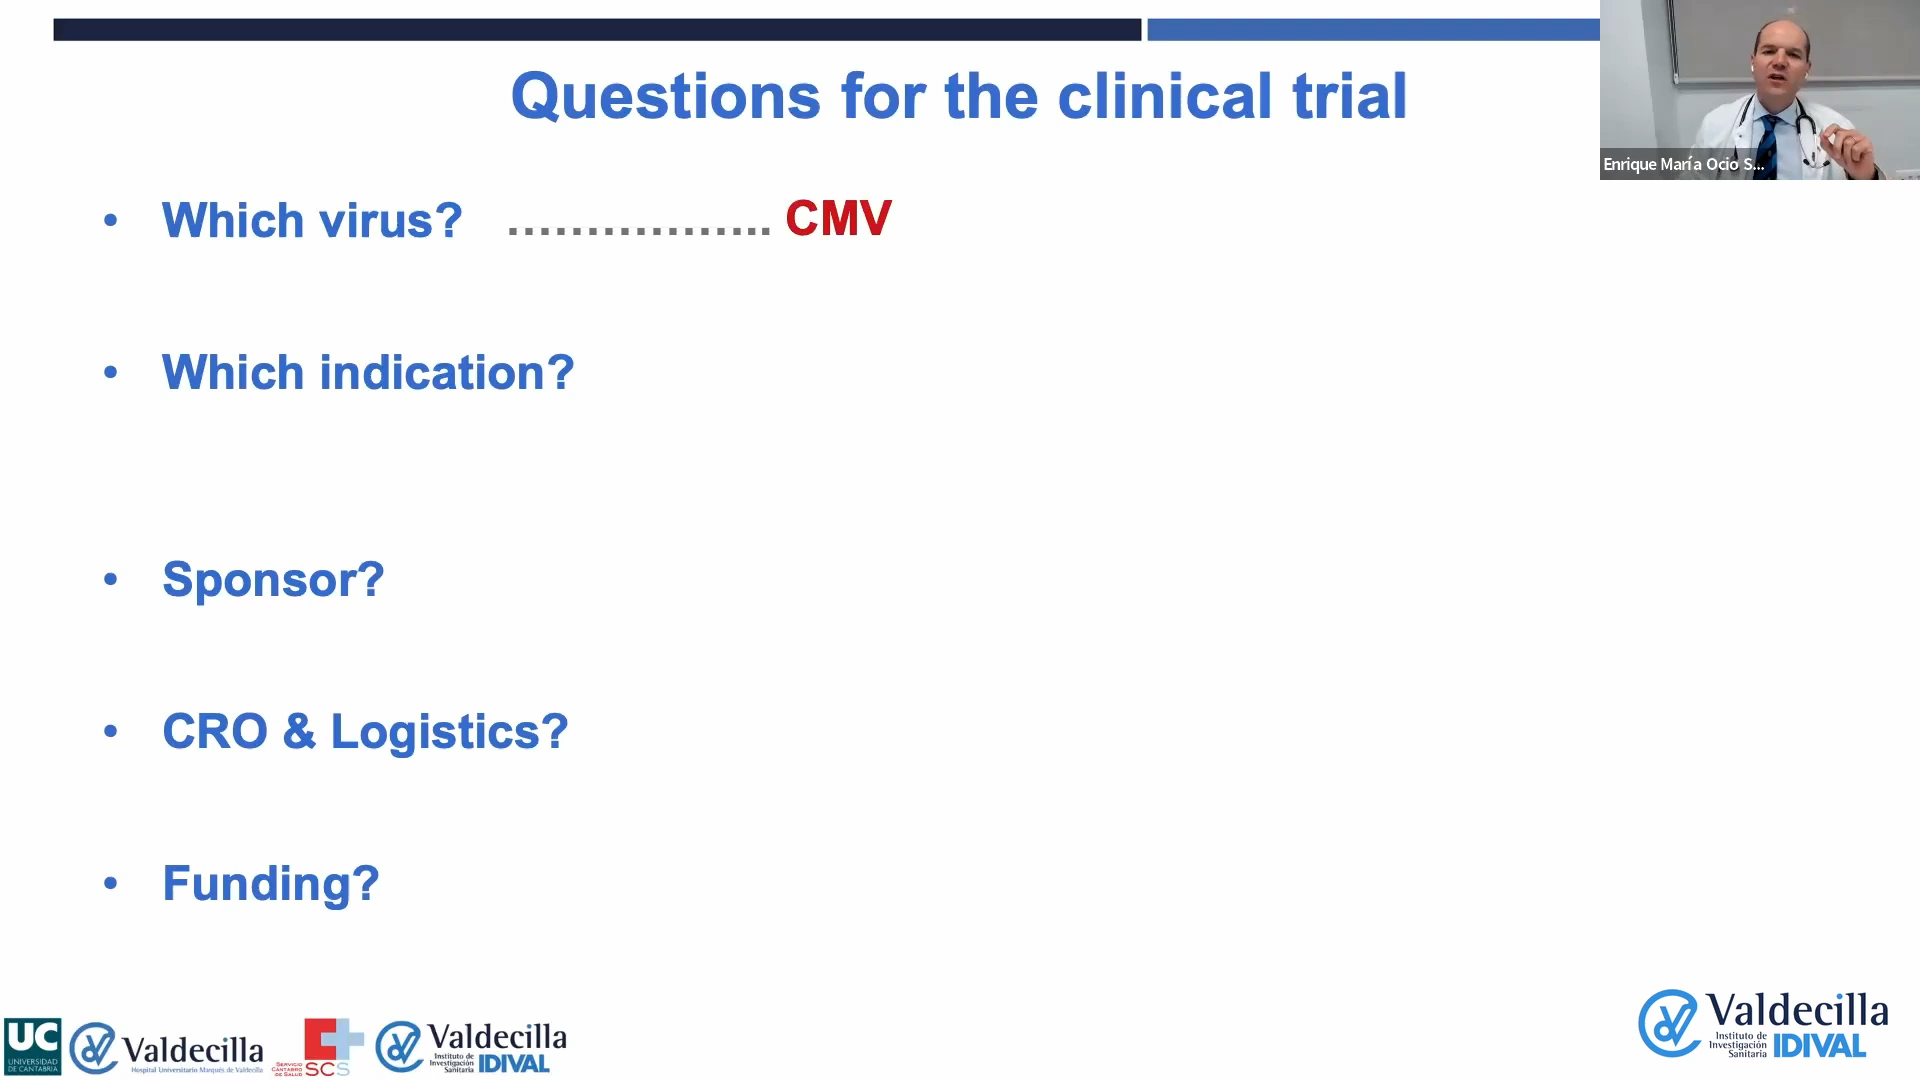 Questions for the clinical trial
Enrique María Ocio S...
• Which virus? ................. CMV
• Which indication?
• Sponsor?
• CRO & Logistics?
• Funding?
UC
UNIVERSIDAD
DE CANTABRIA
Valdecilla
Hospital Universitario Marqués de Valdecilla
SERVICIO
CÁNTABRO
DE SALUD
SCS
Valdecilla
Instituto de
Investigación
Sanitaria
IDIVAL
Valdecilla
Instituto de
Investigación
Sanitaria
IDIVAL